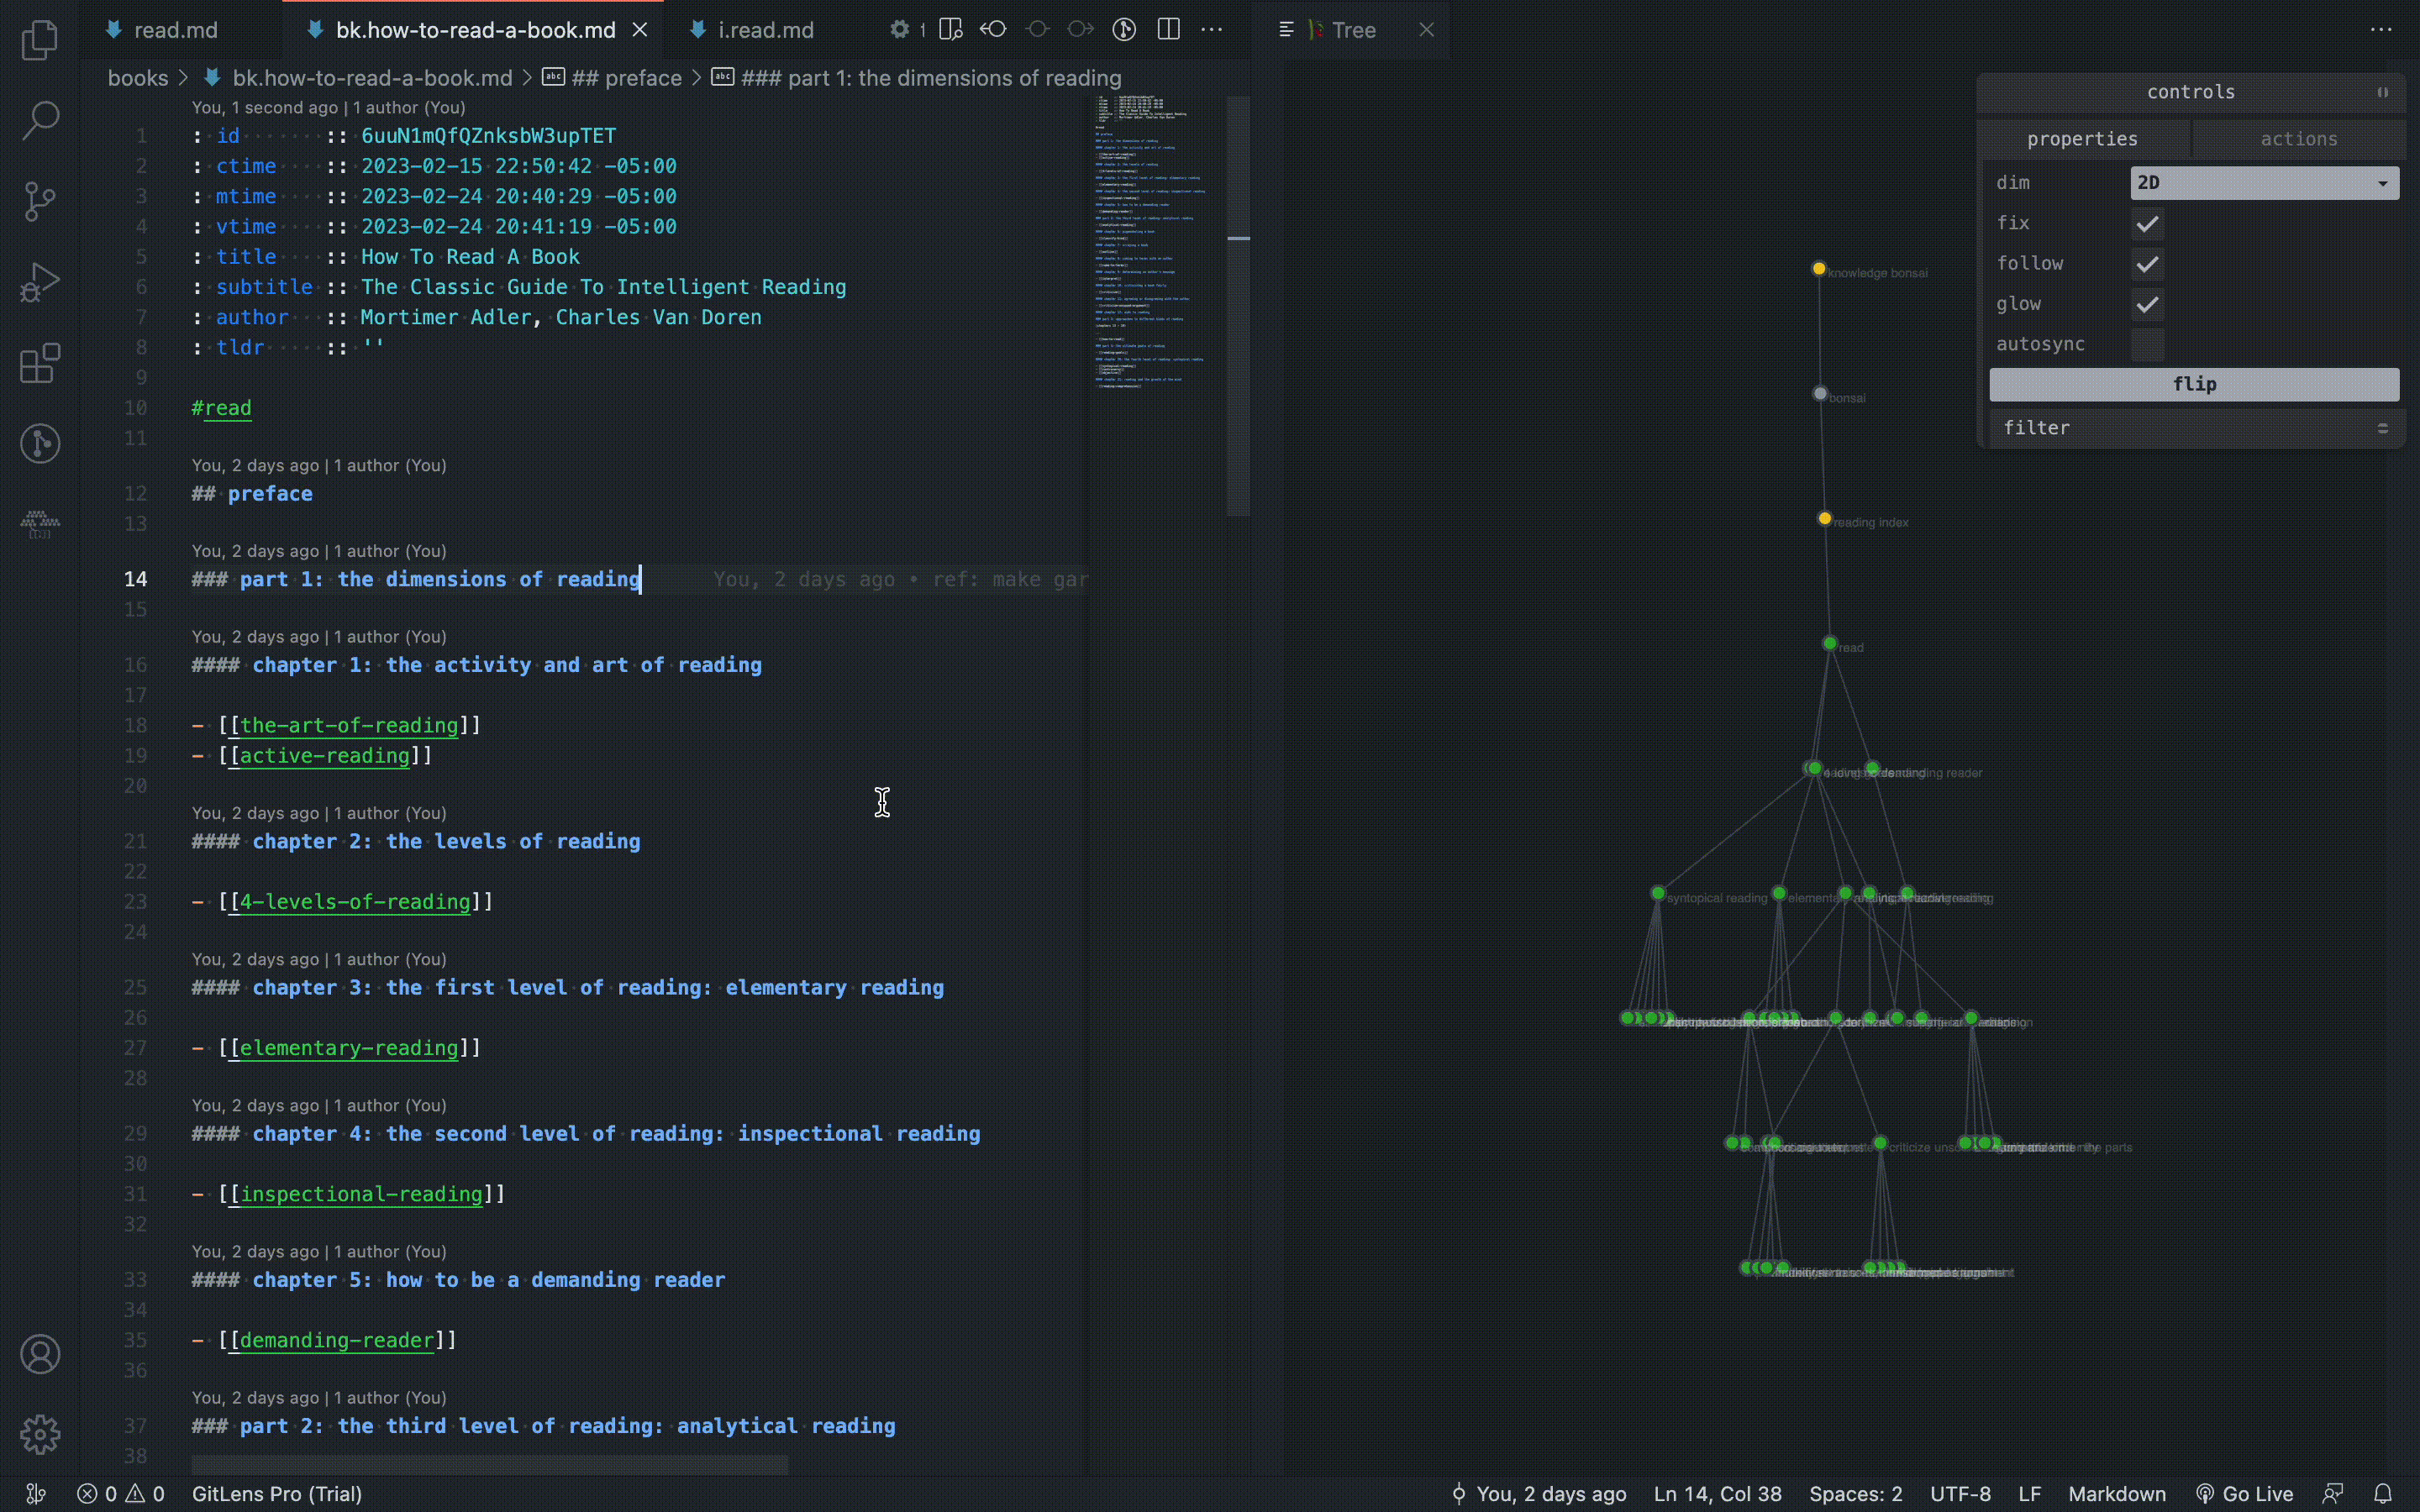 read.md
bk.how-to-read-a-book.md
i.read.md
1
Tree
books > bk.how-to-read-a-book.md > ## preface > ### part 1: the dimensions of reading
You, 1 second ago | 1 author (You)
1 : id :: 6uuN1mQfQZnksbW3upTET
2 : ctime :: 2023-02-15 22:50:42 -05:00
3 : mtime :: 2023-02-24 20:40:29 -05:00
4 : vtime :: 2023-02-24 20:41:19 -05:00
5 : title :: How To Read A Book
6 : subtitle :: The Classic Guide To Intelligent Reading
7 : author :: Mortimer Adler, Charles Van Doren
8 : tldr :: ''
9
10 #read
11
You, 2 days ago | 1 author (You)
12 ## preface
13
You, 2 days ago | 1 author (You)
14 ### part 1: the dimensions of reading You, 2 days ago • ref: make gar
15
You, 2 days ago | 1 author (You)
16 #### chapter 1: the activity and art of reading
17
18 - [[the-art-of-reading]]
19 - [[active-reading]]
20
You, 2 days ago | 1 author (You)
21 #### chapter 2: the levels of reading
22
23 - [[4-levels-of-reading]]
24
You, 2 days ago | 1 author (You)
25 #### chapter 3: the first level of reading: elementary reading
26
27 - [[elementary-reading]]
28
You, 2 days ago | 1 author (You)
29 #### chapter 4: the second level of reading: inspectional reading
30
31 - [[inspectional-reading]]
32
You, 2 days ago | 1 author (You)
33 #### chapter 5: how to be a demanding reader
34
35 - [[demanding-reader]]
36
You, 2 days ago | 1 author (You)
37 ### part 2: the third level of reading: analytical reading
38
controls
properties
actions
dim 2D
fix
follow
glow
autosync
flip
filter
knowledge bonsai
bonsai
reading index
read
demanding reader
syntopical reading
criticize
the parts
0 0 GitLens Pro (Trial)
You, 2 days ago
Ln 14, Col 38
Spaces: 2
UTF-8
LF
Markdown
Go Live